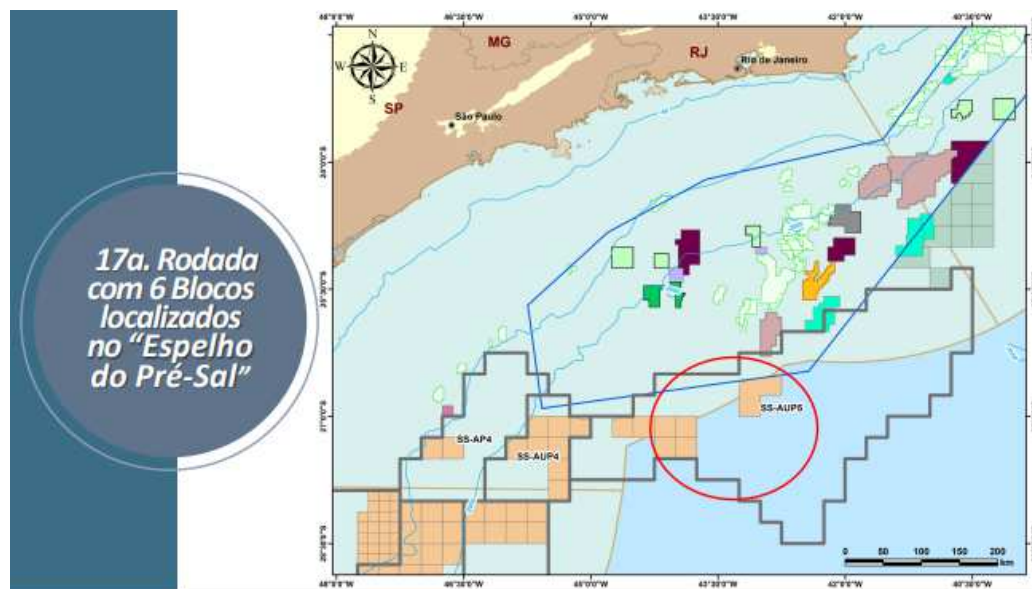 17a. Rodada
com 6 Blocos
localizados
no “Espelho
do Pré-Sal”
N
W
E
S
MG
RJ
Rio de Janeiro
SP
São Paulo
SS-AP4
SS-AUP4
SS-AUP5
0 50 100 150 200
km